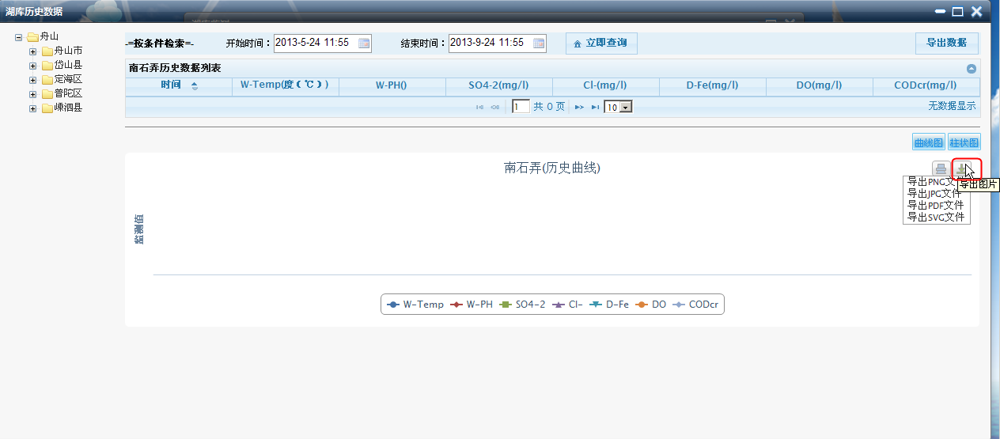 湖库历史数据
舟山
舟山市
岱山县
定海区
普陀区
嵊泗县
-=按条件检索=- 开始时间： 2013-5-24 11:55 结束时间： 2013-9-24 11:55 立即查询 导出数据
南石弄历史数据列表
时间 W-Temp(度(℃)) W-PH() SO4-2(mg/l) Cl-(mg/l) D-Fe(mg/l) DO(mg/l) CODcr(mg/l)
1 共 0 页 10 无数据显示
曲线图 柱状图
南石弄(历史曲线)
导出PNG文
导出图片
导出JPG文件
导出PDF文件
导出SVG文件
监测值
W-Temp W-PH SO4-2 Cl- D-Fe DO CODcr